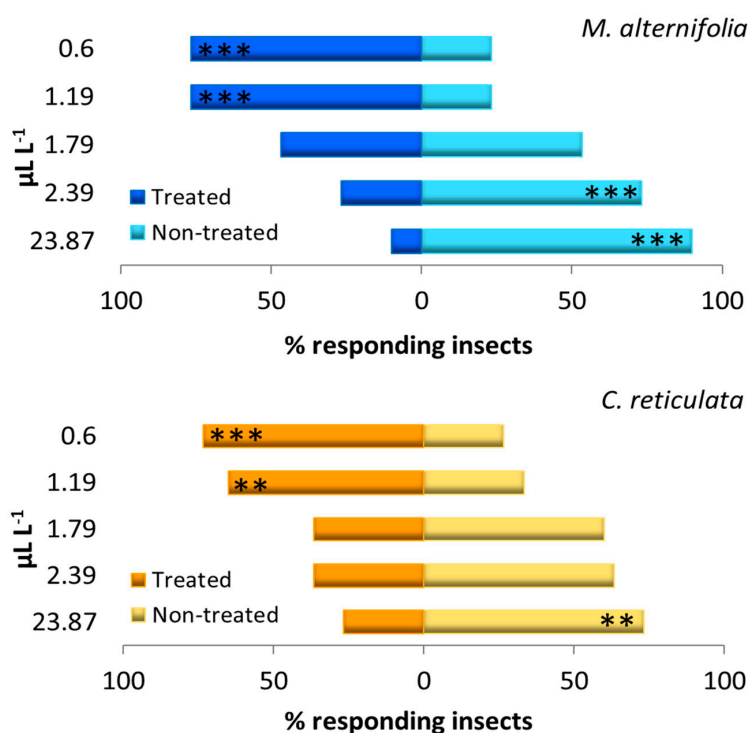 M. alternifolia
0.6 ***
1.19 ***
1.79
2.39 ***
23.87 ***
µL L-1
Treated
Non-treated
100 50 0 50 100
% responding insects
C. reticulata
0.6 ***
1.19 **
1.79
2.39
23.87 **
µL L-1
Treated
Non-treated
100 50 0 50 100
% responding insects